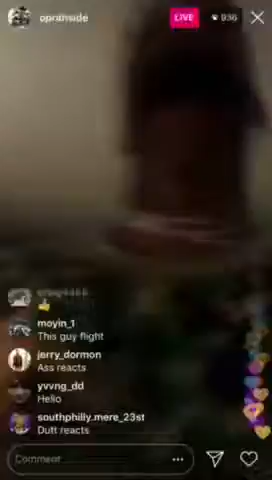 oprahside
LIVE
936
moyin_1
This guy flight
jerry_dormon
Ass reacts
yvvng_dd
Hello
southphilly.mere_23st
Dutt reacts
Comment